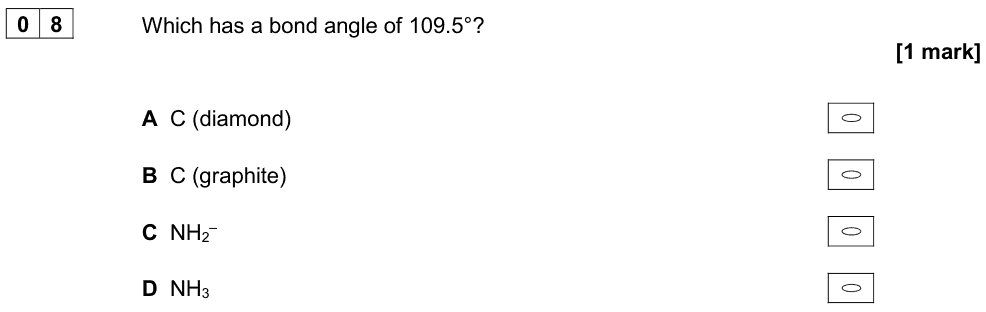 0 8 Which has a bond angle of 109.5°?
[1 mark]
A C (diamond)
B C (graphite)
C NH₂⁻
D NH₃